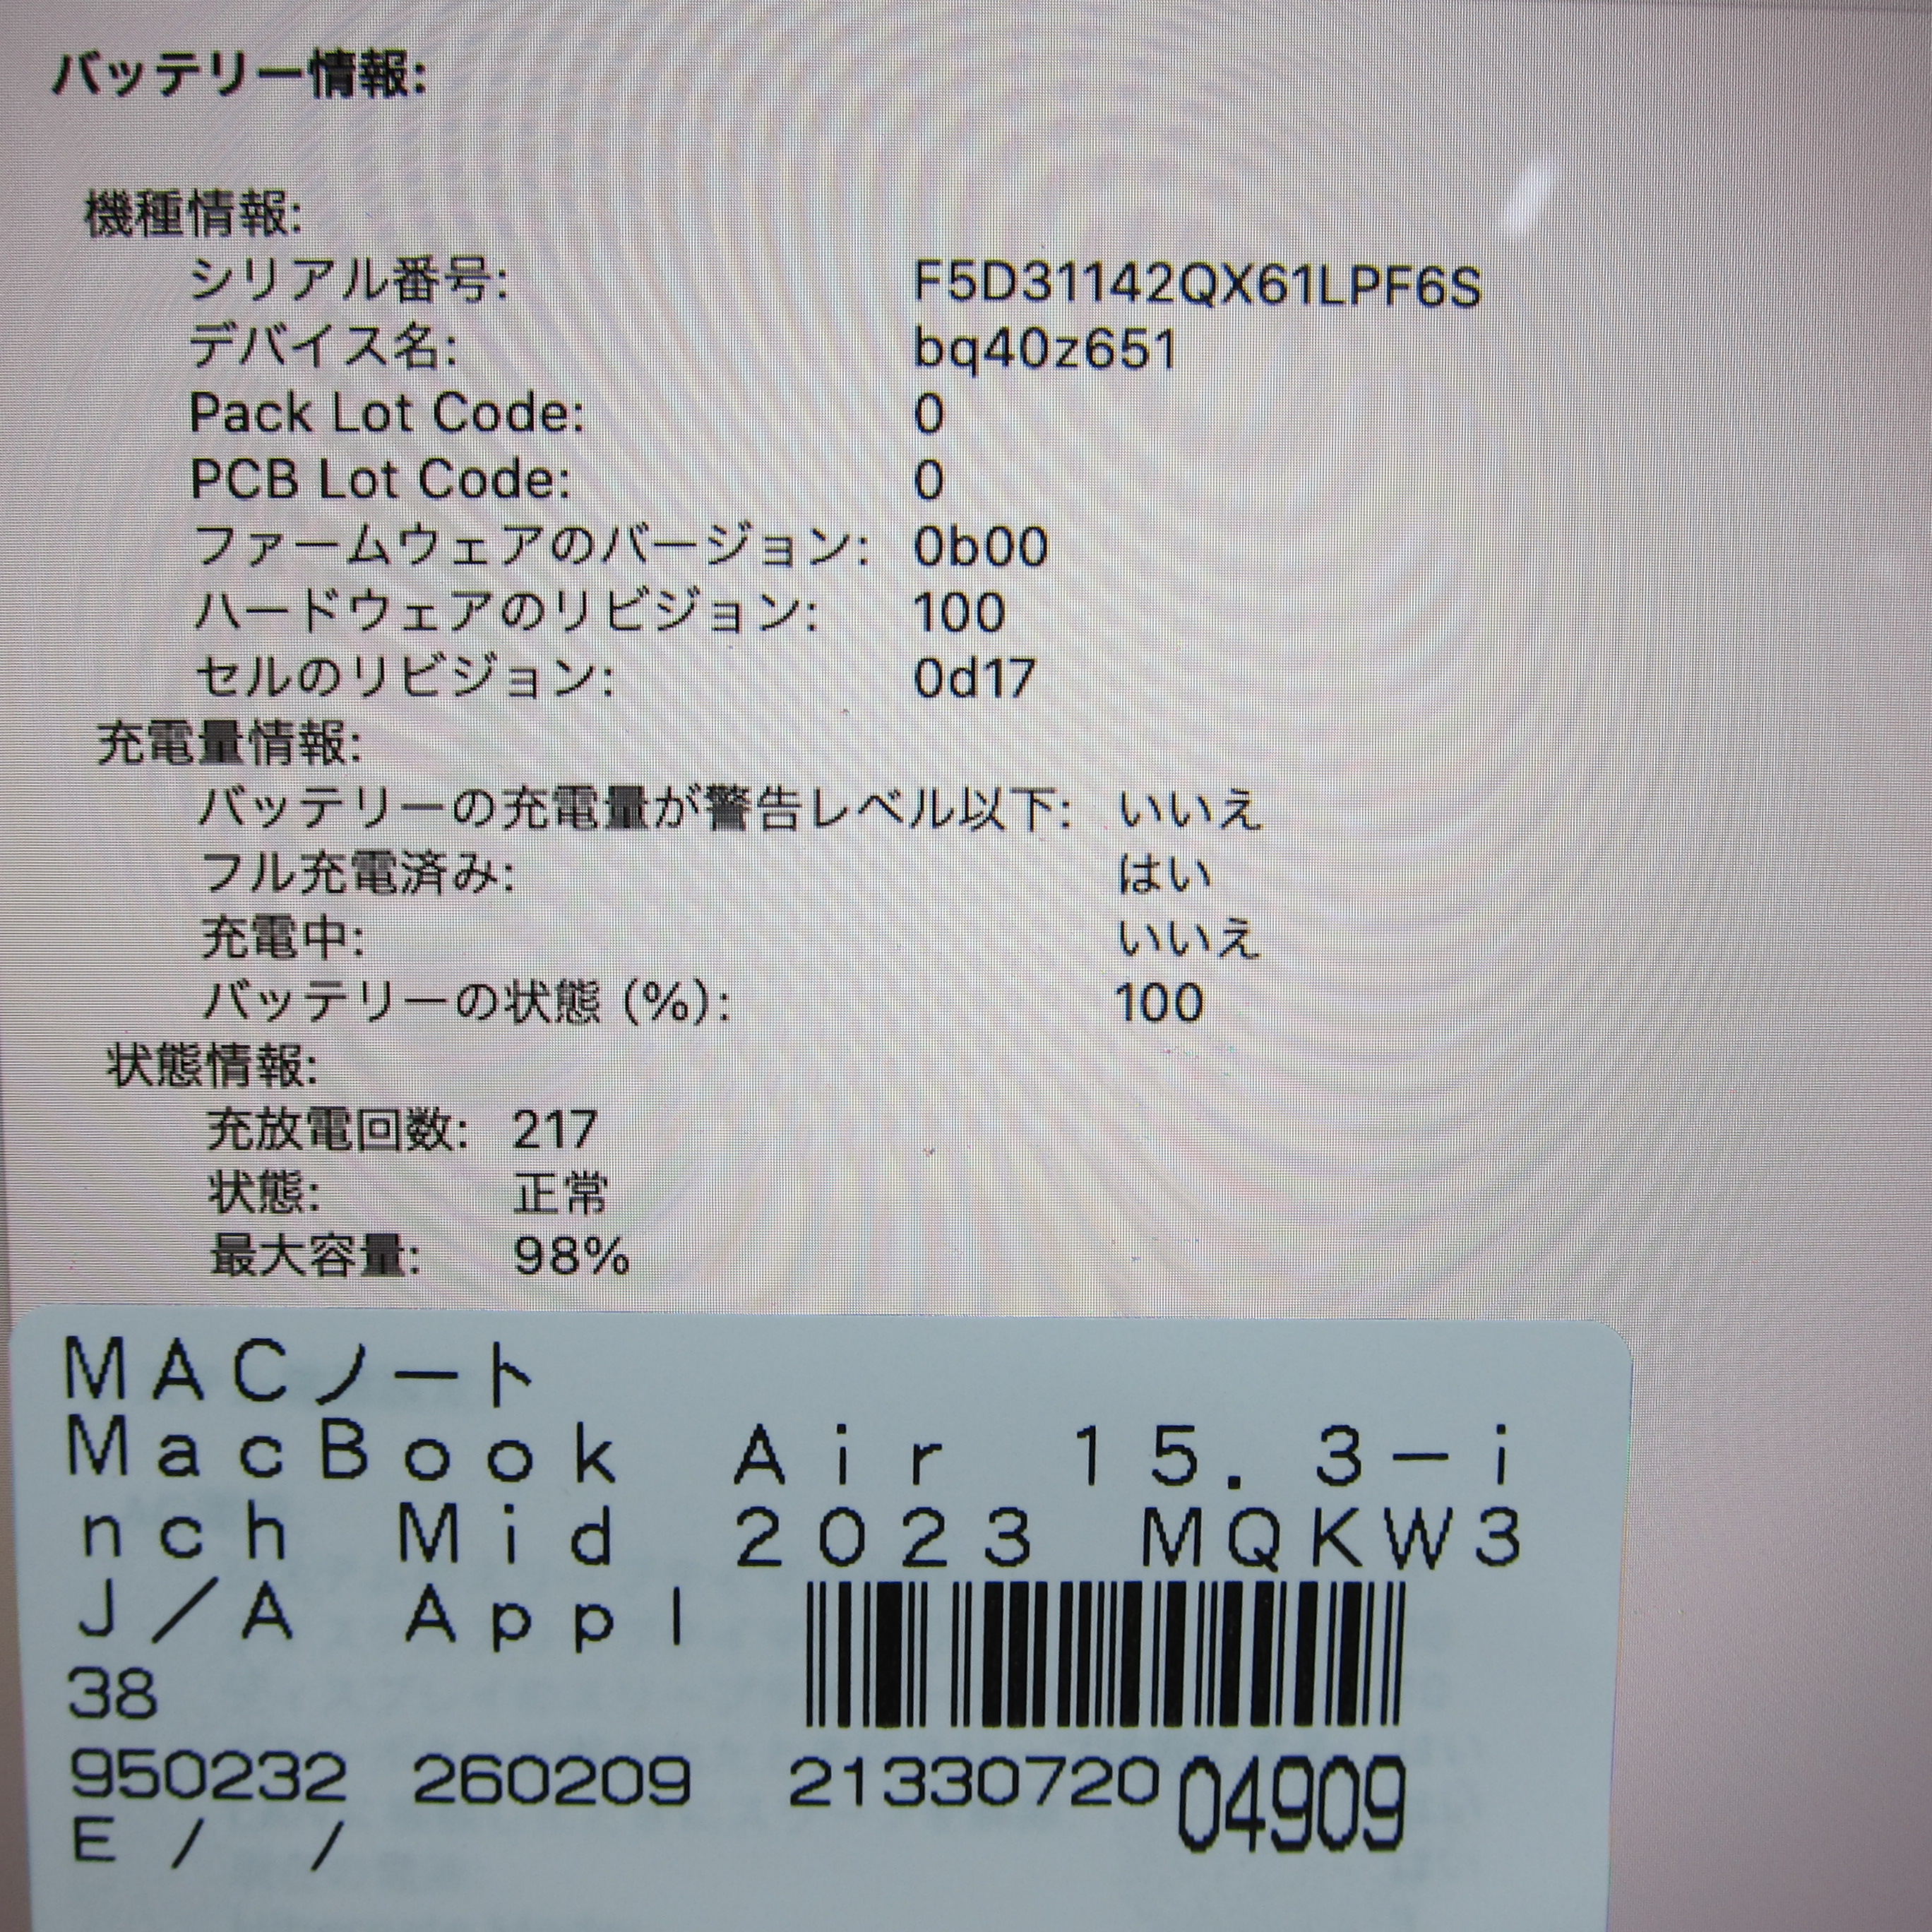 バッテリー情報:
機種情報:
シリアル番号: F5D31142QX61LPF6S
デバイス名: bq40z651
Pack Lot Code: 0
PCB Lot Code: 0
ファームウェアのバージョン: 0b00
ハードウェアのリビジョン: 100
セルのリビジョン: 0d17
充電量情報:
バッテリーの充電量が警告レベル以下: いいえ
フル充電済み: はい
充電中: いいえ
バッテリーの状態 (%): 100
状態情報:
充放電回数: 217
状態: 正常
最大容量: 98%
MACノート
MacBook Air 15.3-i
nch Mid 2023 MQKW3
J/A Appl
38
950232 260209 2133072004909
E / /